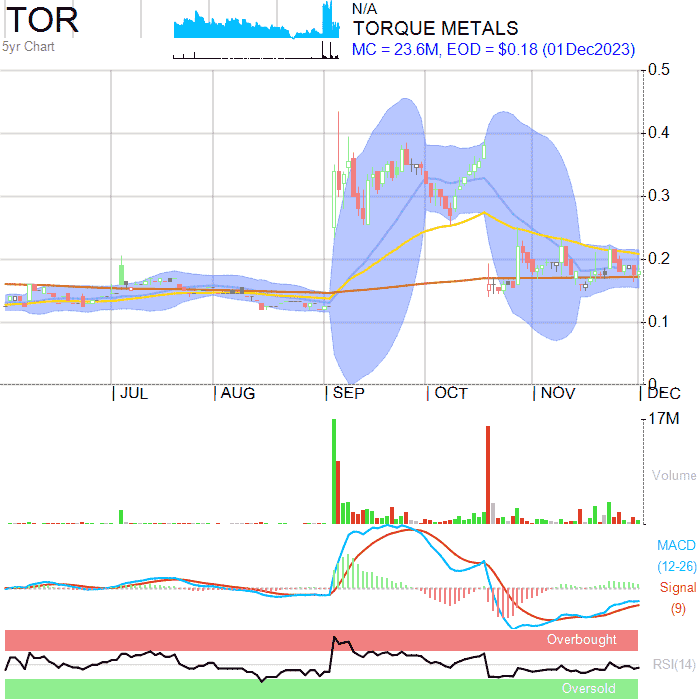 TOR
5yr Chart
N/A
TORQUE METALS
MC = 23.6M, EOD = $0.18 (01Dec2023)
0.5
0.4
0.3
0.2
0.1
0
JUL
AUG
SEP
OCT
NOV
DEC
17M
Volume
MACD
(12-26)
Signal
(9)
Overbought
RSI(14)
Oversold